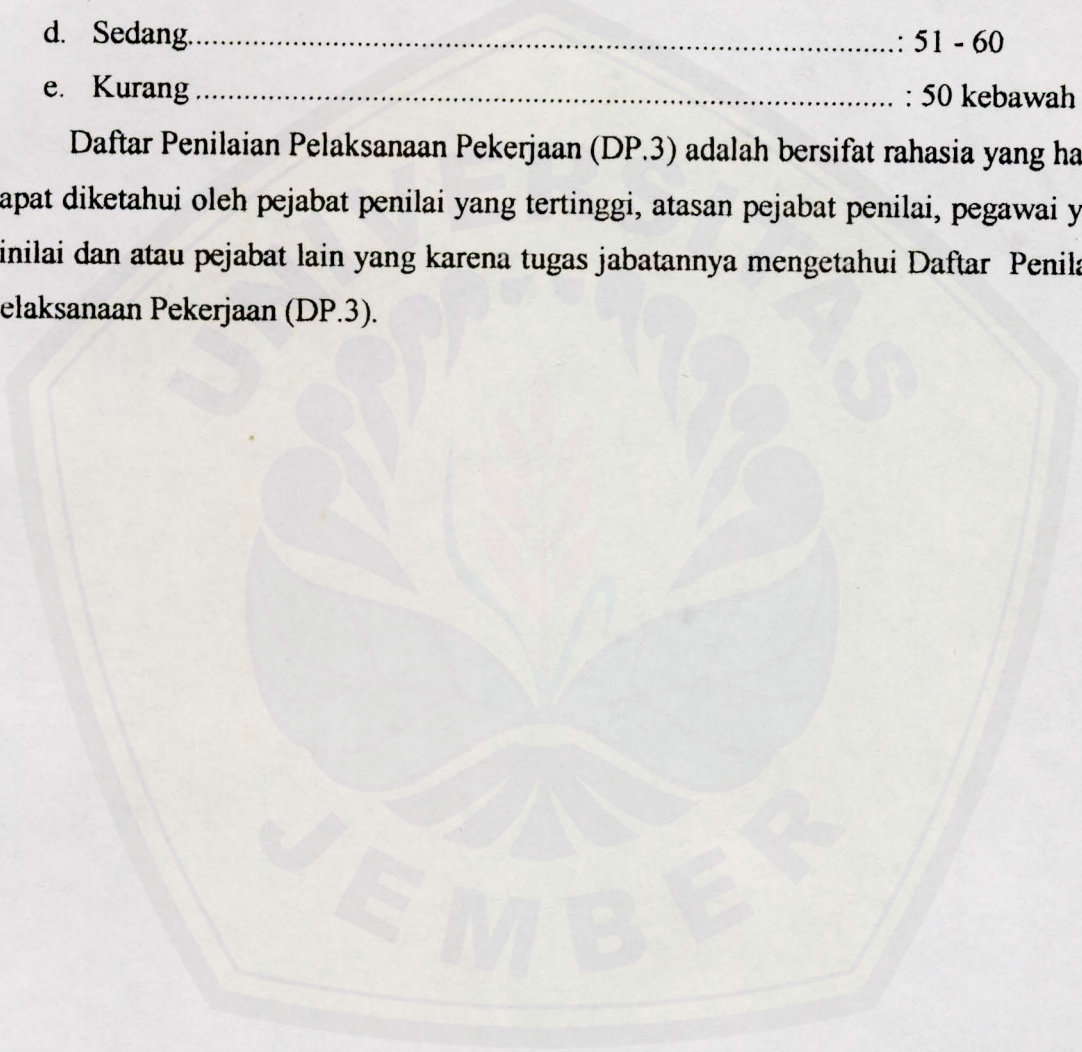 d. Sedang..........................................................................................: 51 - 60
e. Kurang ......................................................................................... : 50 kebawah
Daftar Penilaian Pelaksanaan Pekerjaan (DP.3) adalah bersifat rahasia yang ha
apat diketahui oleh pejabat penilai yang tertinggi, atasan pejabat penilai, pegawai y
inilai dan atau pejabat lain yang karena tugas jabatannya mengetahui Daftar Penila
elaksanaan Pekerjaan (DP.3).
UNIVERSITAS
JEMBER